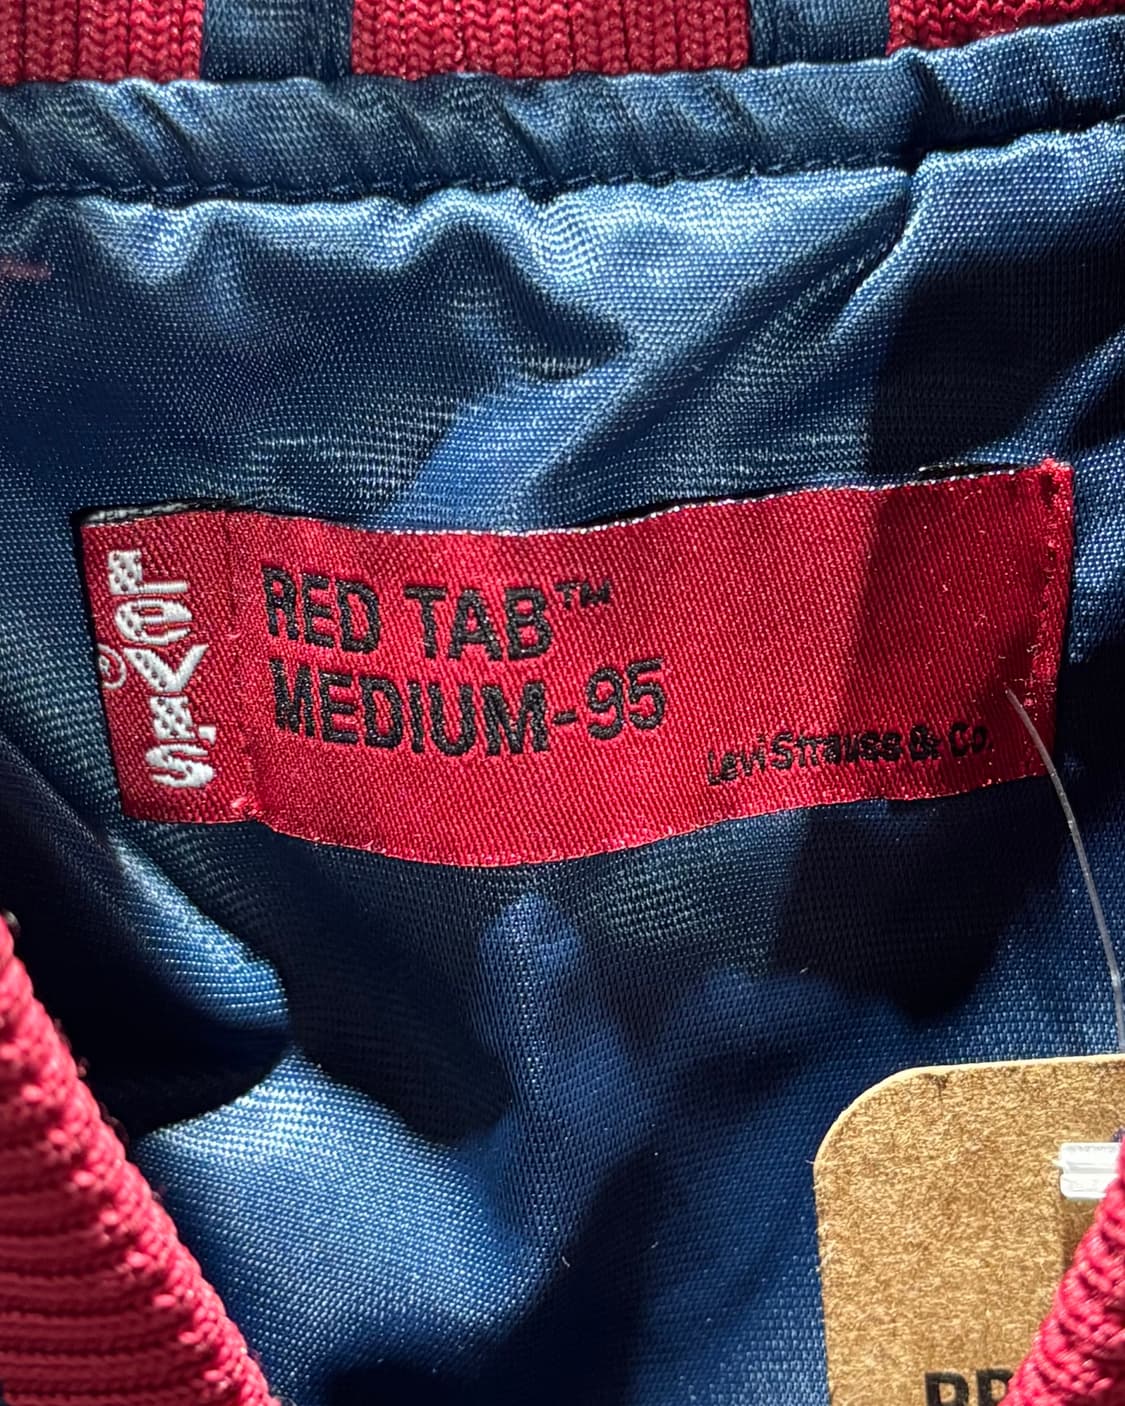 LEVI'S®
RED TAB™
MEDIUM-95
Levi Strauss & Co.